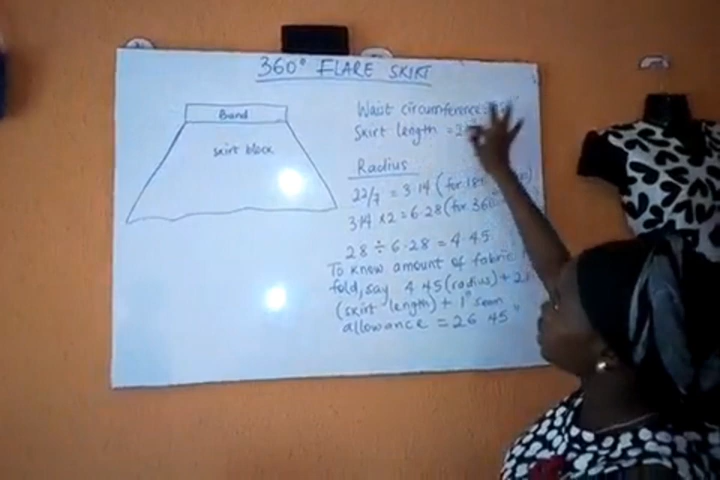 360° FLARE SKIRT
Band
skirt block
Waist circumference =
Skirt length =
Radius
22/7 = 3.14 (for 18
3.14 x 2 = 6.28 (for 360
28 ÷ 6.28 = 4.45
To know amount of fabric
fold, say 4.45 (radius) +
(skirt length) + 1" seam
allowance = 26.45"